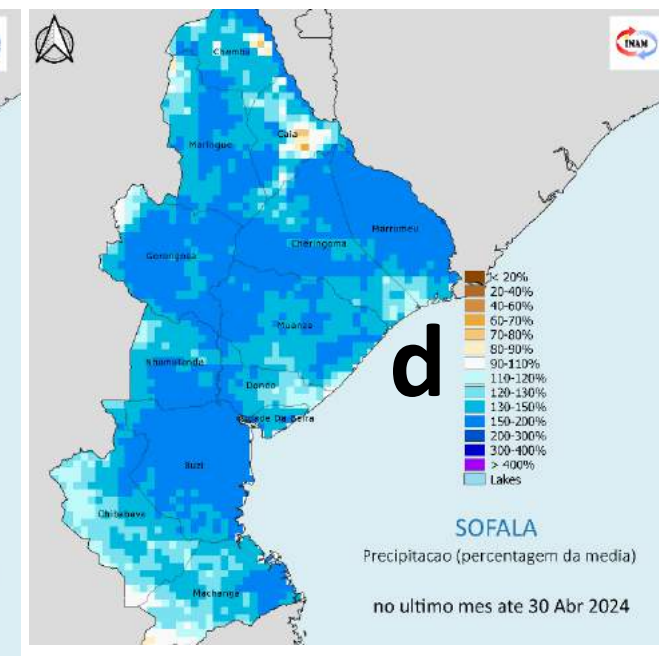 INAM
Chemba
Caia
Maringue
Marromeu
Cheringoma
Gorongosa
Muanza
Nhamatanda
Dondo
Cidade Da Beira
Buzi
Chibabava
Machanga
d
< 20%
20-40%
40-60%
60-70%
70-80%
80-90%
90-110%
110-120%
120-130%
130-150%
150-200%
200-300%
300-400%
> 400%
Lakes
SOFALA
Precipitacao (percentagem da media)
no ultimo mes ate 30 Abr 2024